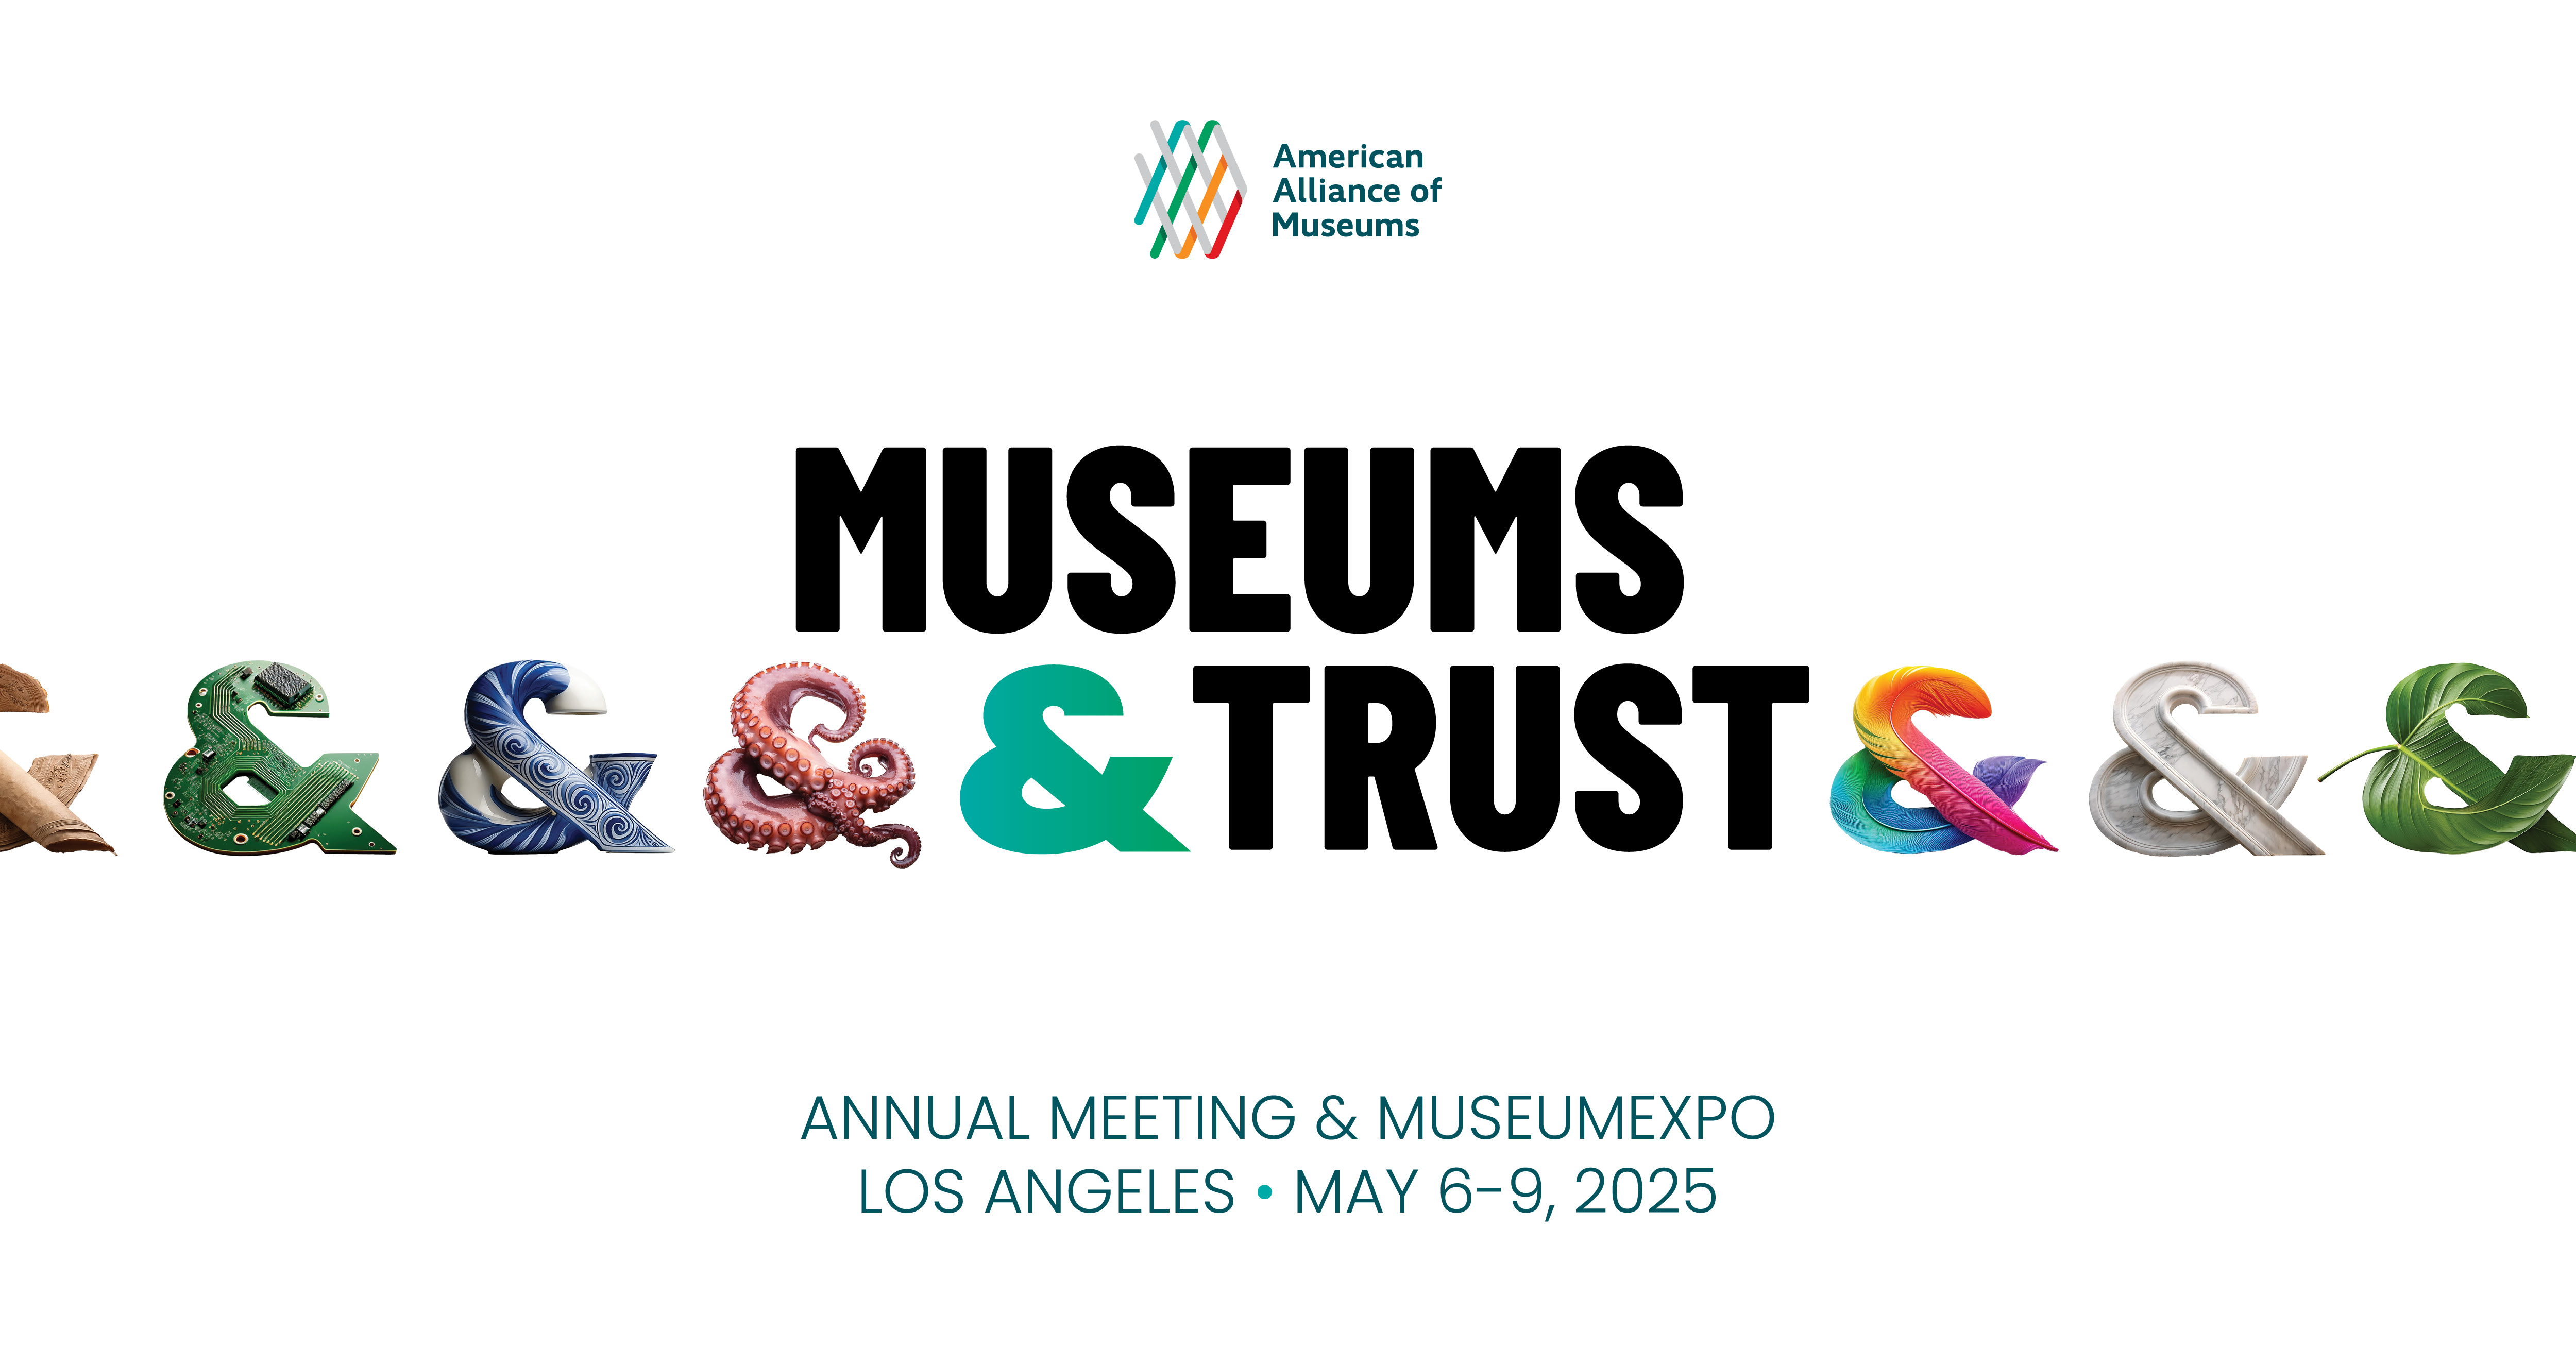 American
Alliance of
Museums
MUSEUMS
& & & & & TRUST & & &
ANNUAL MEETING & MUSEUMEXPO
LOS ANGELES • MAY 6-9, 2025